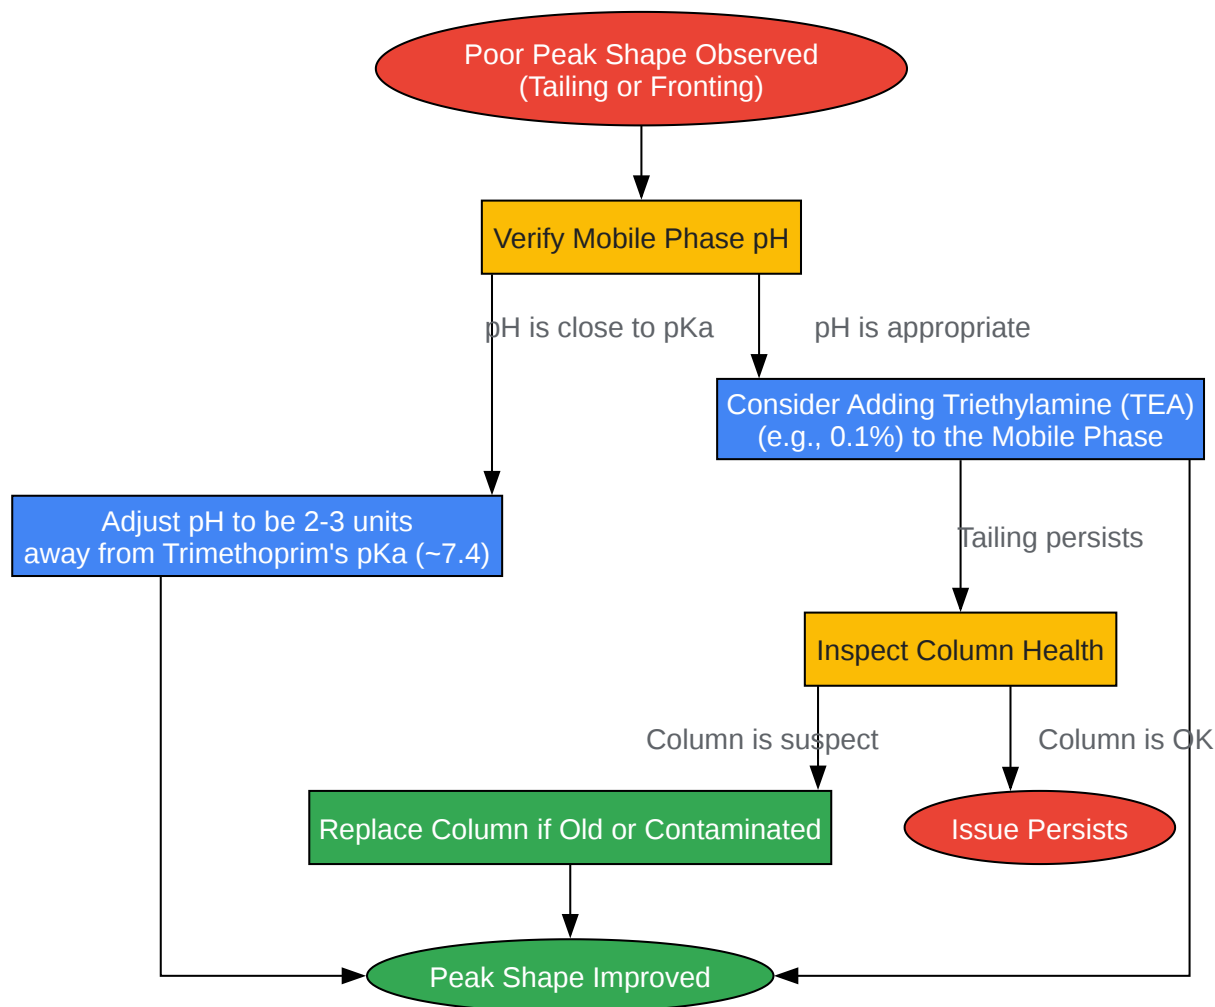 Poor Peak Shape Observed
(Tailing or Fronting)
Verify Mobile Phase pH
pH is close to pKa
pH is appropriate
Consider Adding Triethylamine (TEA)
(e.g., 0.1%) to the Mobile Phase
Adjust pH to be 2-3 units
away from Trimethoprim's pKa (~7.4)
Tailing persists
Inspect Column Health
Column is suspect
Column is OK
Replace Column if Old or Contaminated
Issue Persists
Peak Shape Improved